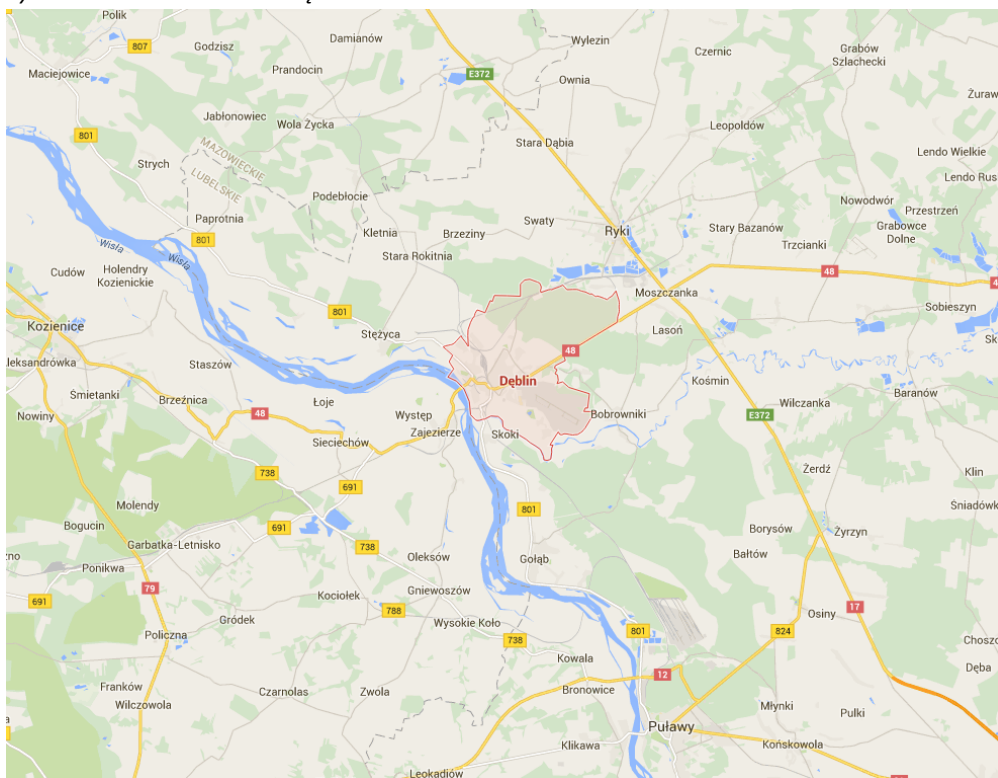 Polik
807
Godzisz
Damianów
Wylezin
Czernic
Grabów
Szlachecki
Maciejowice
Prandocin
E372
Ownia
Żuraw
Jabłonowiec
Wola Życka
Leopoldów
801
Stara Dąbia
MAZOWIECKIE
LUBELSKIE
Strych
Lendo Wielkie
Lendo Rus
Podebłocie
Nowodwór
Przestrzeń
Paprotnia
801
Kletnia
Brzeziny
Swaty
Ryki
Stary Bazanów
Grabowce
Dolne
Trzcianki
Wisła
Wisła
Stara Rokitnia
Cudów
Holendry
Kozienickie
48
Moszczanka
Sobieszyn
801
Kozienice
Stężyca
Lasoń
Sk
48
Aleksandrówka
Staszów
Dęblin
Kośmin
Śmietanki
Brzeźnica
Łoje
Wilczanka
Baranów
Nowiny
48
Występ
Bobrowniki
E372
Sieciechów
Zajezierze
Skoki
738
691
Żerdź
Klin
Molendy
801
Śniadówk
Bogucin
691
Borysów
Żyrzyn
Garbatka-Letnisko
738
Oleksów
Gołąb
Bałtów
zno
Ponikwa
79
Kociołek
Gniewoszów
691
788
17
Gródek
Wysokie Koło
Osiny
Policzna
738
801
824
Choszc
Kowala
Dęba
12
Franków
Czarnolas
Zwola
Bronowice
Wilczowola
Młynki
Pulki
Puławy
Klikawa
Końskowola
Leokadiów